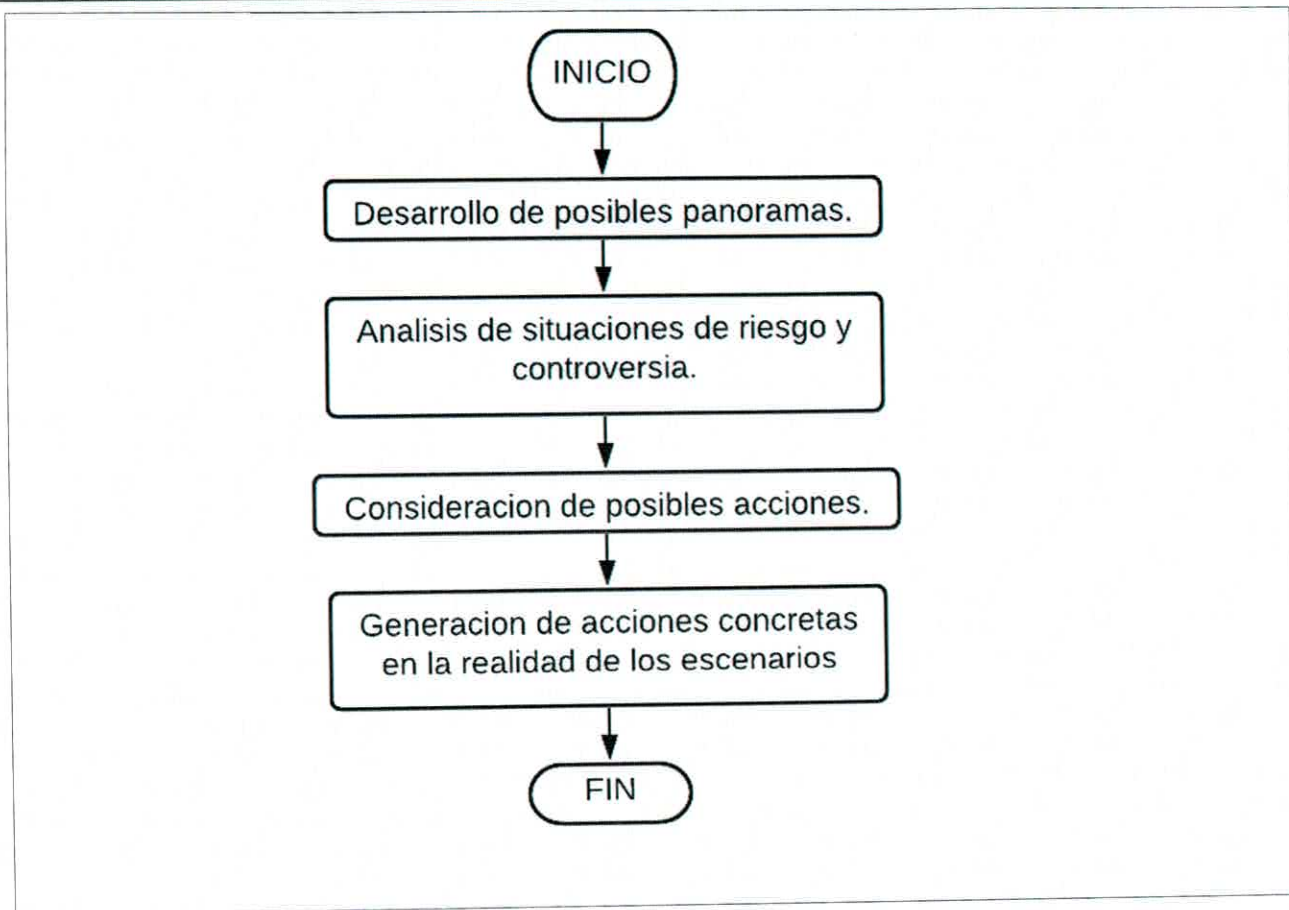 INICIO
Desarrollo de posibles panoramas.
Analisis de situaciones de riesgo y
controversia.
Consideracion de posibles acciones.
Generacion de acciones concretas
en la realidad de los escenarios
FIN